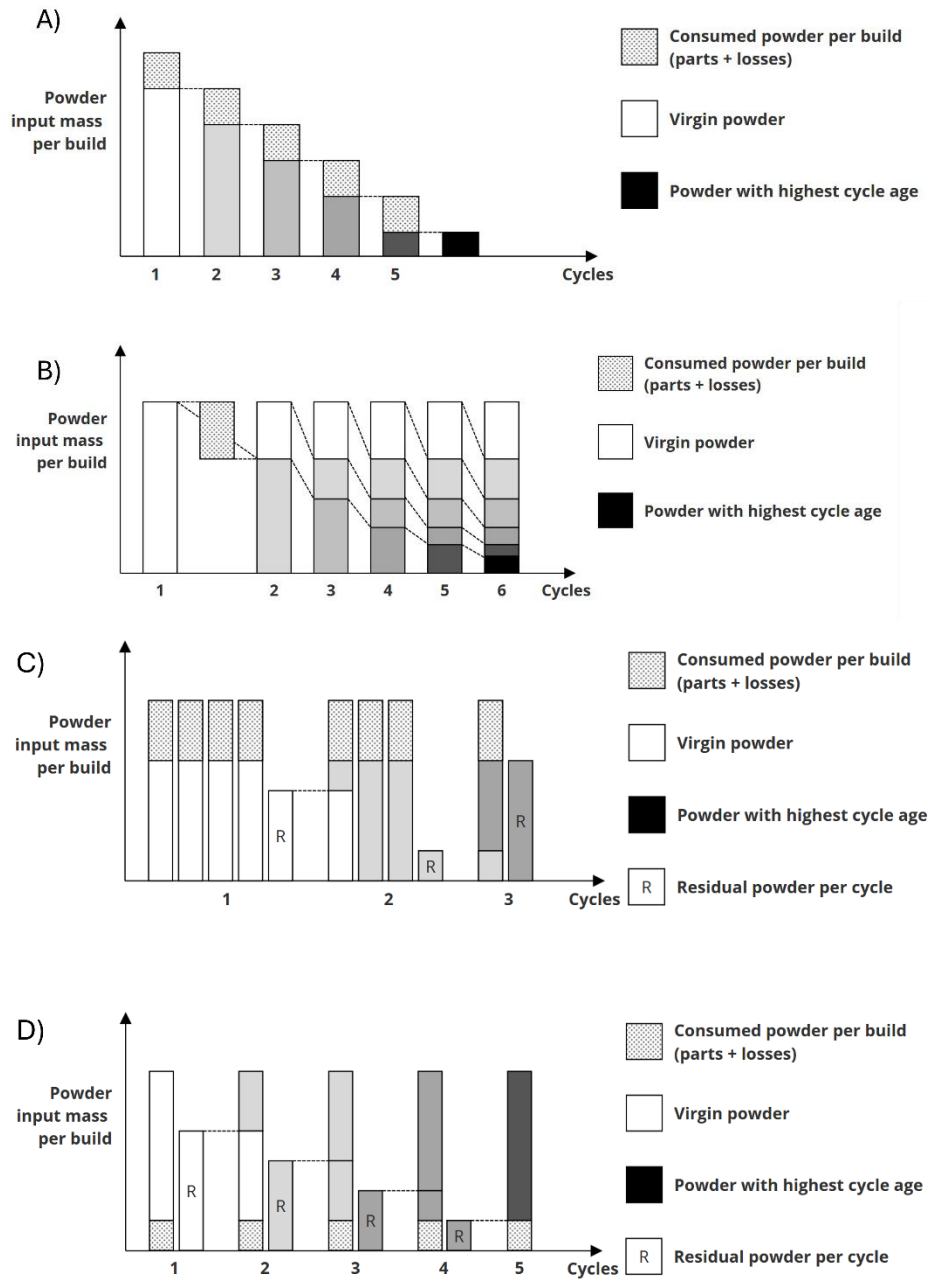 A)
Powder
input mass
per build
1
2
3
4
5
Cycles
Consumed powder per build
(parts + losses)
Virgin powder
Powder with highest cycle age
B)
Powder
input mass
per build
1
2
3
4
5
6
Cycles
Consumed powder per build
(parts + losses)
Virgin powder
Powder with highest cycle age
C)
Powder
input mass
per build
R
R
R
1
2
3
Cycles
Consumed powder per build
(parts + losses)
Virgin powder
Powder with highest cycle age
R
Residual powder per cycle
D)
Powder
input mass
per build
R
R
R
R
1
2
3
4
5
Cycles
Consumed powder per build
(parts + losses)
Virgin powder
Powder with highest cycle age
R
Residual powder per cycle